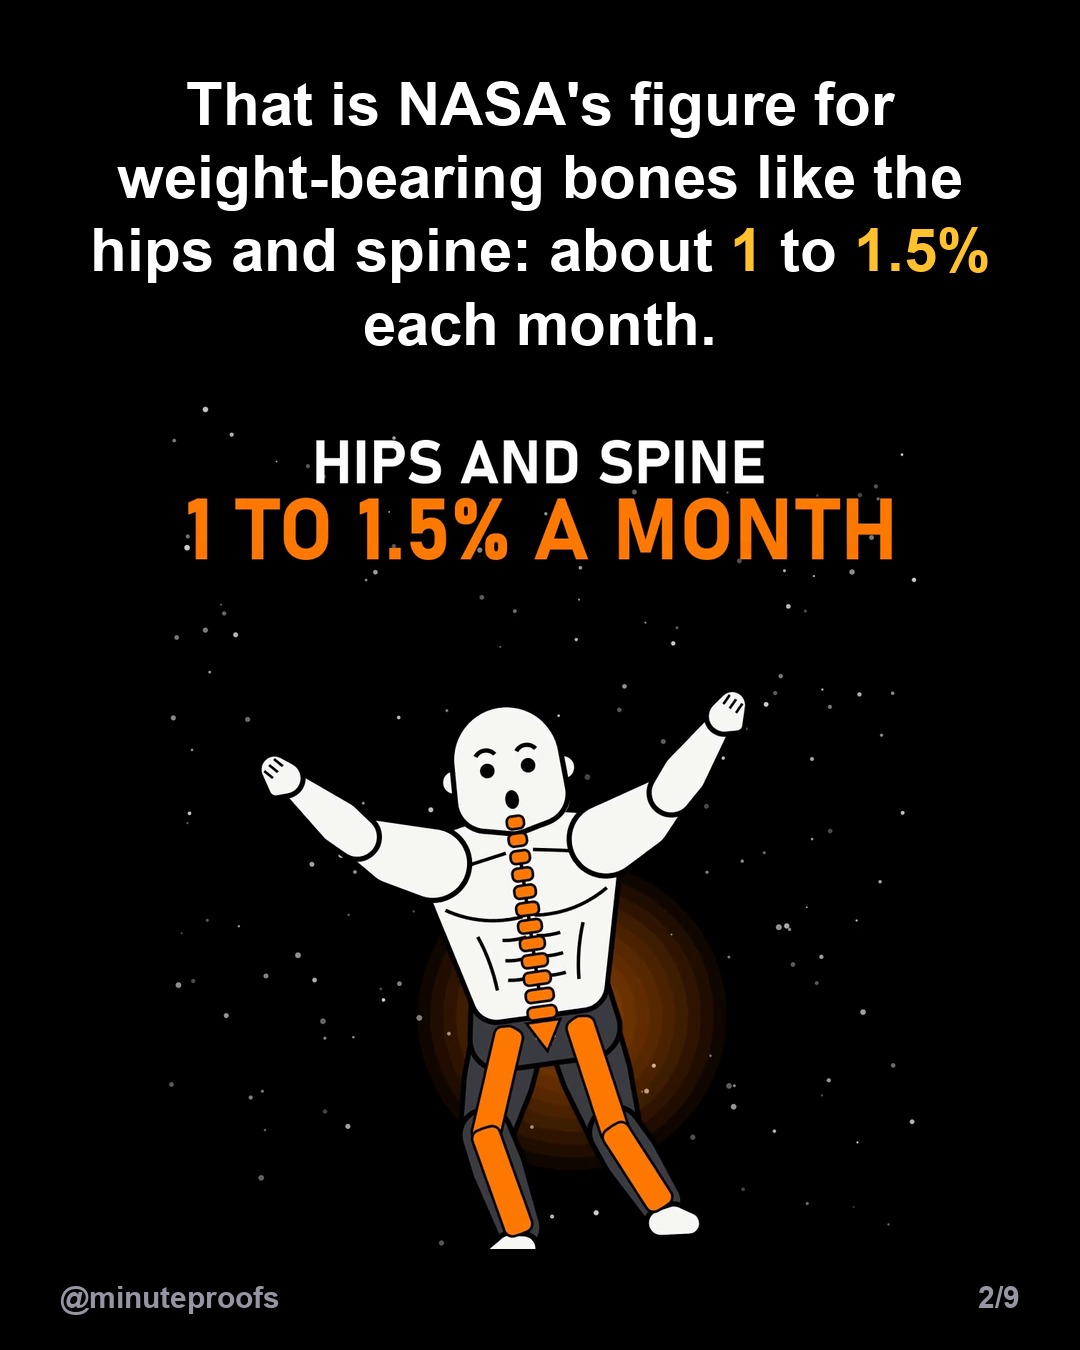 That is NASA's figure for
weight-bearing bones like the
hips and spine: about 1 to 1.5%
each month.
HIPS AND SPINE
1 TO 1.5% A MONTH
@minuteproofs
2/9